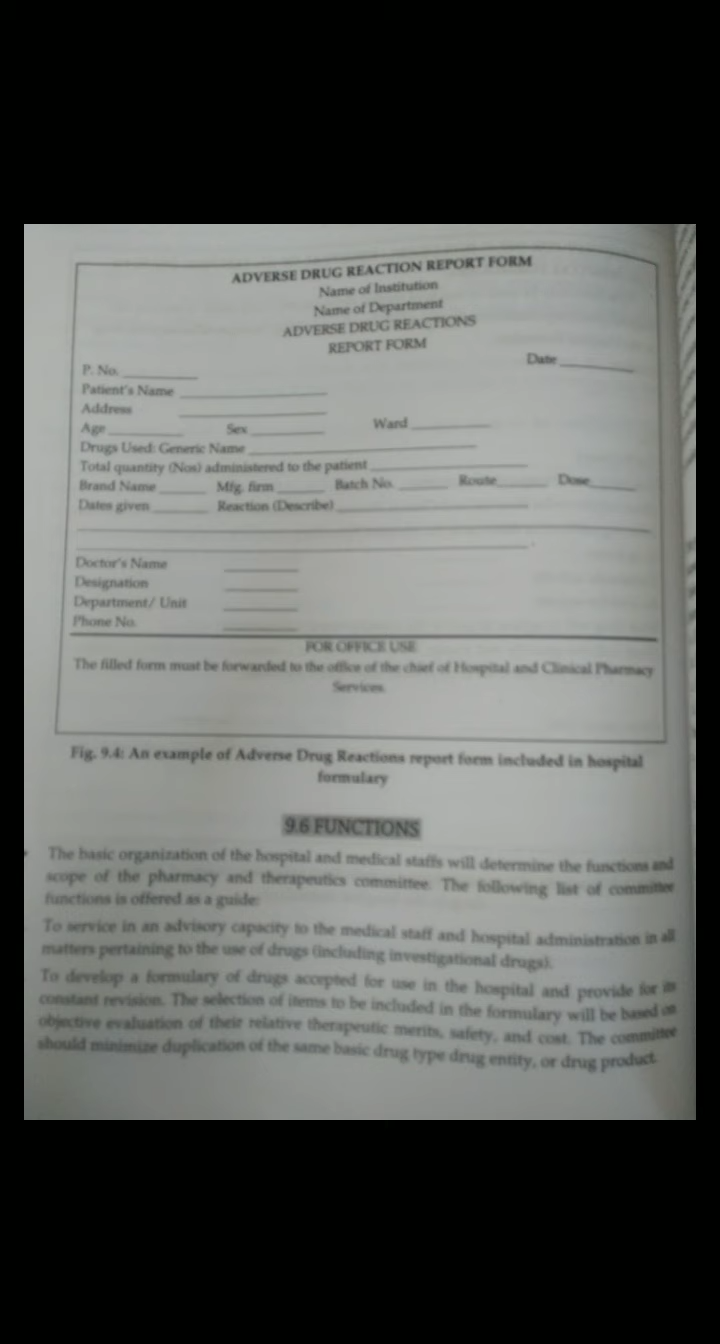 ADVERSE DRUG REACTION REPORT FORM
Name of Institution
Name of Department
ADVERSE DRUG REACTIONS
REPORT FORM
Date
P. No.
Patient's Name
Address
Age Sex Ward
Drugs Used: Generic Name
Total quantity (Nos) administered to the patient
Brand Name Mfg. firm Batch No. Route Dose
Dates given Reaction (Describe)
Doctor's Name
Designation
Department/ Unit
Phone No.
FOR OFFICE USE
The filled form must be forwarded to the office of the chief of Hospital and Clinical Pharmacy
Services.
Fig. 9.4: An example of Adverse Drug Reactions report form included in hospital
formulary
9.6 FUNCTIONS
The basic organization of the hospital and medical staffs will determine the functions and
scope of the pharmacy and therapeutics committee. The following list of committee
functions is offered as a guide:
To service in an advisory capacity to the medical staff and hospital administration in all
matters pertaining to the use of drugs (including investigational drugs).
To develop a formulary of drugs accepted for use in the hospital and provide for its
constant revision. The selection of items to be included in the formulary will be based on
objective evaluation of their relative therapeutic merits, safety, and cost. The committee
should minimize duplication of the same basic drug type drug entity, or drug product.